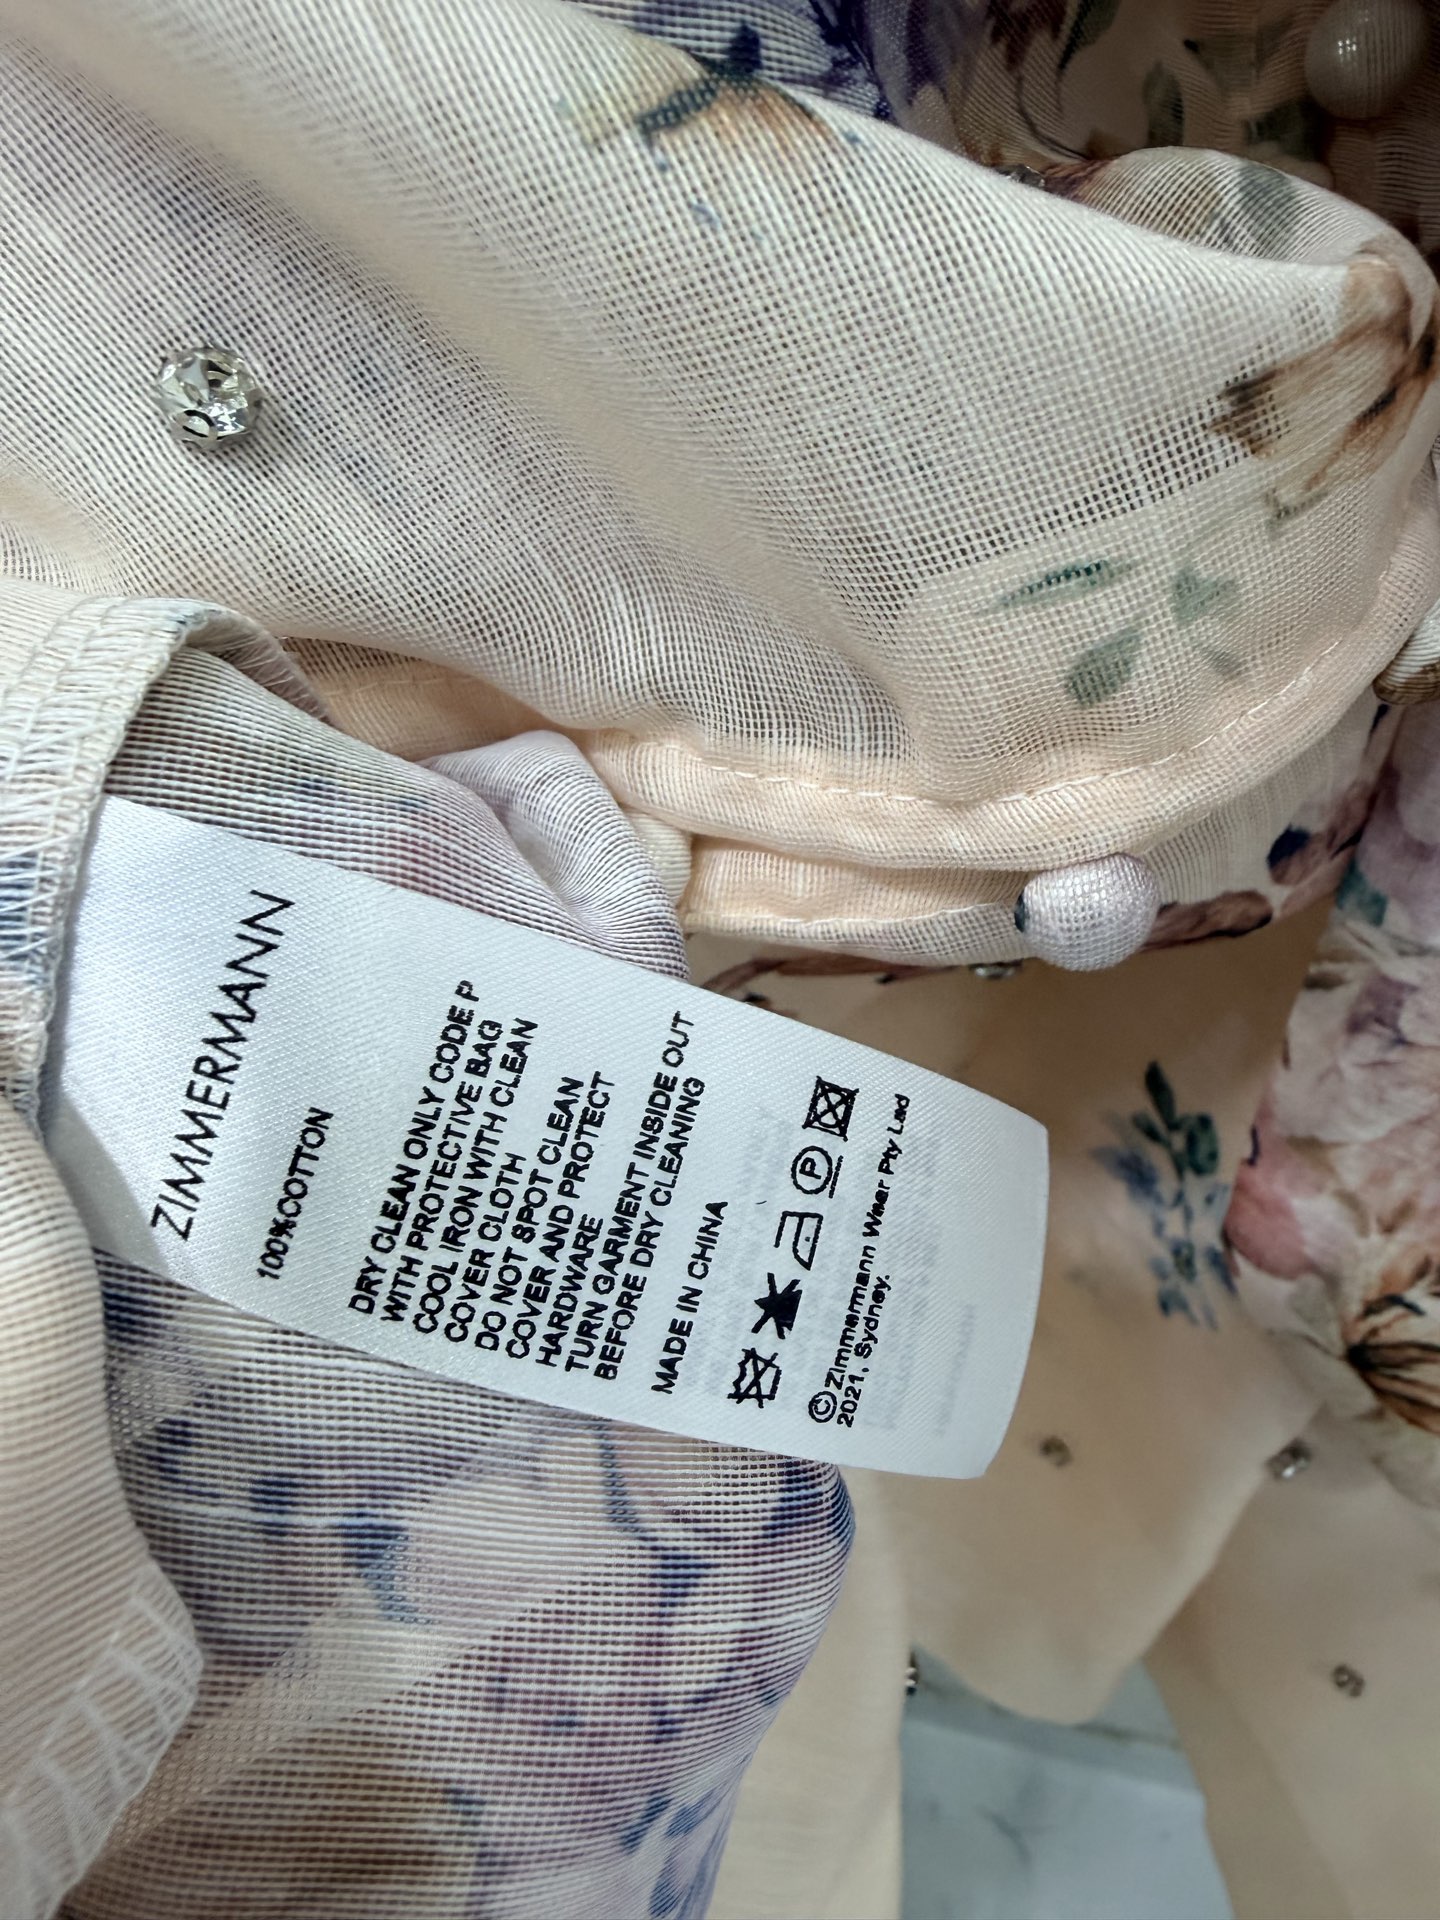 ZIMMERMANN
100%COTTON
DRY CLEAN ONLY CODE P
WITH PROTECTIVE BAG
COOL IRON WITH CLEAN
COVER CLOTH
DO NOT SPOT CLEAN
COVER AND PROTECT
HARDWARE
TURN GARMENT INSIDE OUT
BEFORE DRY CLEANING
MADE IN CHINA
P
©Zimmermann Wear Pty Lad
2021, Sydney.